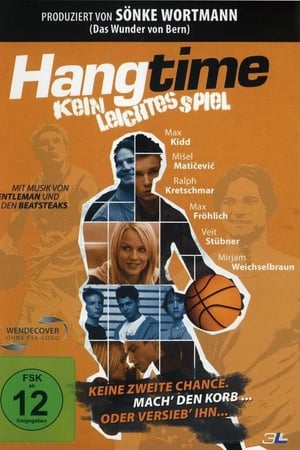 PRODUZIERT VON SÖNKE WORTMANN
(Das Wunder von Bern)
Hangtime
KEIN LEICHTES SPIEL
Max
Kidd
Mišel
Matičević
Ralph
Kretschmar
Max
Fröhlich
Veit
Stübner
Mirjam
Weichselbraun
MIT MUSIK VON
GENTLEMAN UND
DEN BEATSTEAKS
WENDECOVER
OHNE FSK-LOGO
FSK
ab
12
freigegeben
KEINE ZWEITE CHANCE.
MACH' DEN KORB ...
ODER VERSIEB' IHN...
3L